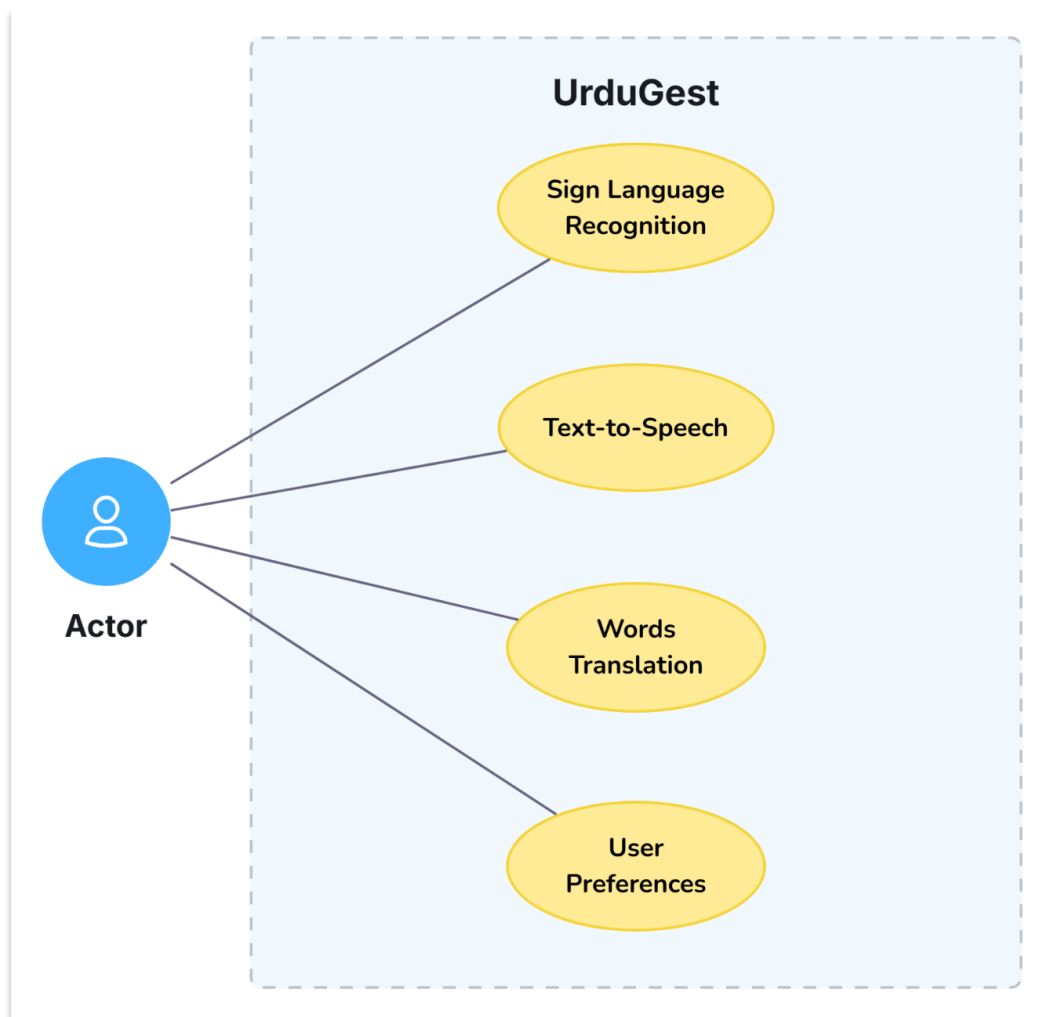 UrduGest
Sign Language
Recognition
Text-to-Speech
Actor
Words
Translation
User
Preferences